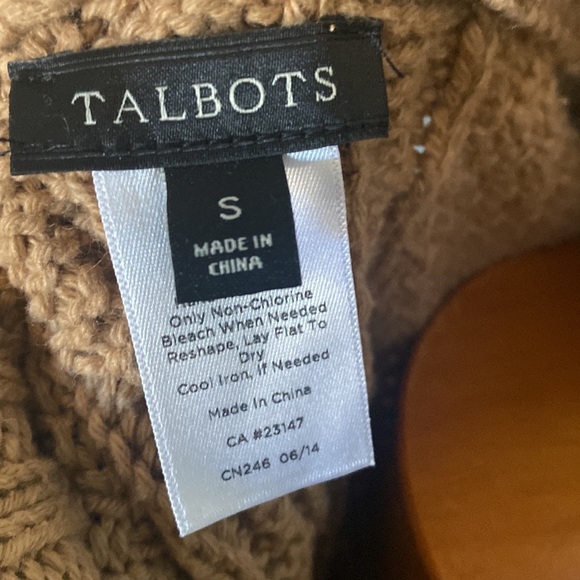 TALBOTS
S
MADE IN
CHINA
Only Non-Chlorine
Bleach When Needed
Reshape, Lay Flat To
Dry
Cool Iron, If Needed
Made In China
CA #23147
CN246 06/14